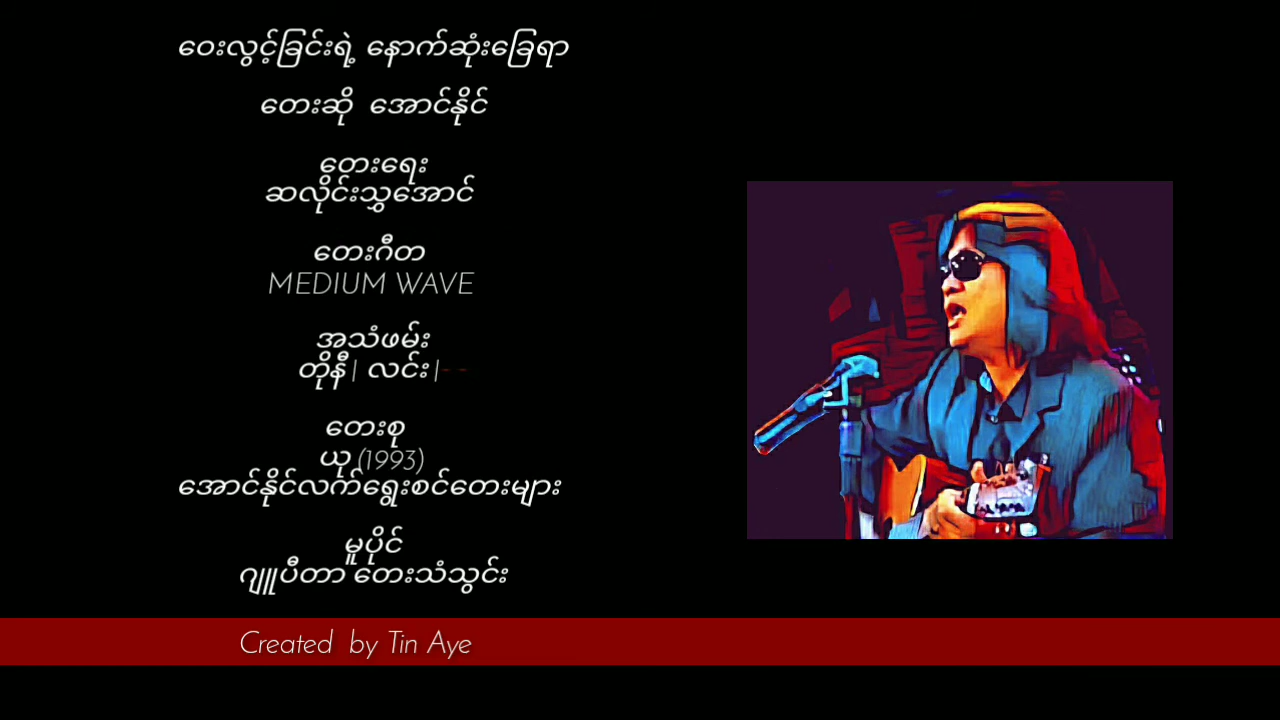 ဝေးလွင့်ခြင်းရဲ့ နောက်ဆုံးခြေရာ
တေးဆို အောင်နိုင်
တေးရေး
ဆလိုင်းသွှအောင်
တေးဂီတ
MEDIUM WAVE
အသံဖမ်း
တိုနီ | လင်း | - -
တေးစု
ယု (1993)
အောင်နိုင်လက်ရွေးစင်တေးများ
မူပိုင်
ဂျူပီတာ တေးသံသွင်း
Created by Tin Aye